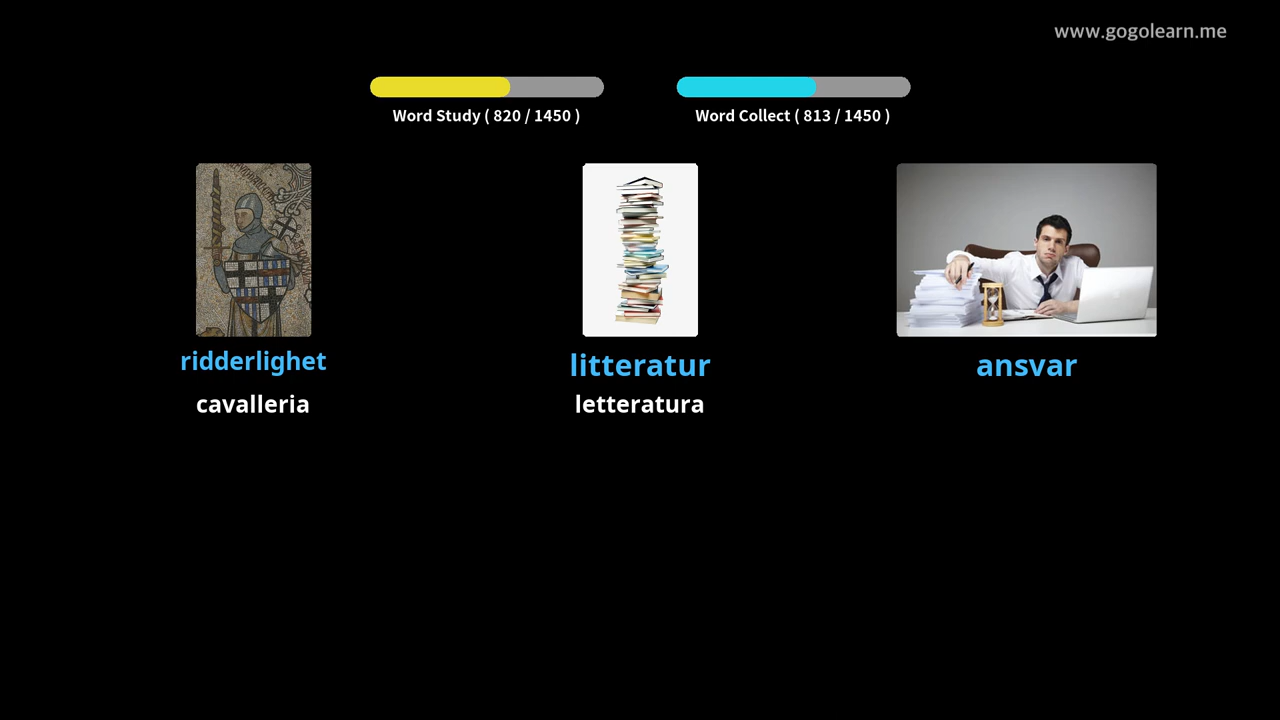 www.gogolearn.me
Word Study ( 820 / 1450 )
Word Collect ( 813 / 1450 )
ridderlighet
litteratur
ansvar
cavalleria
letteratura